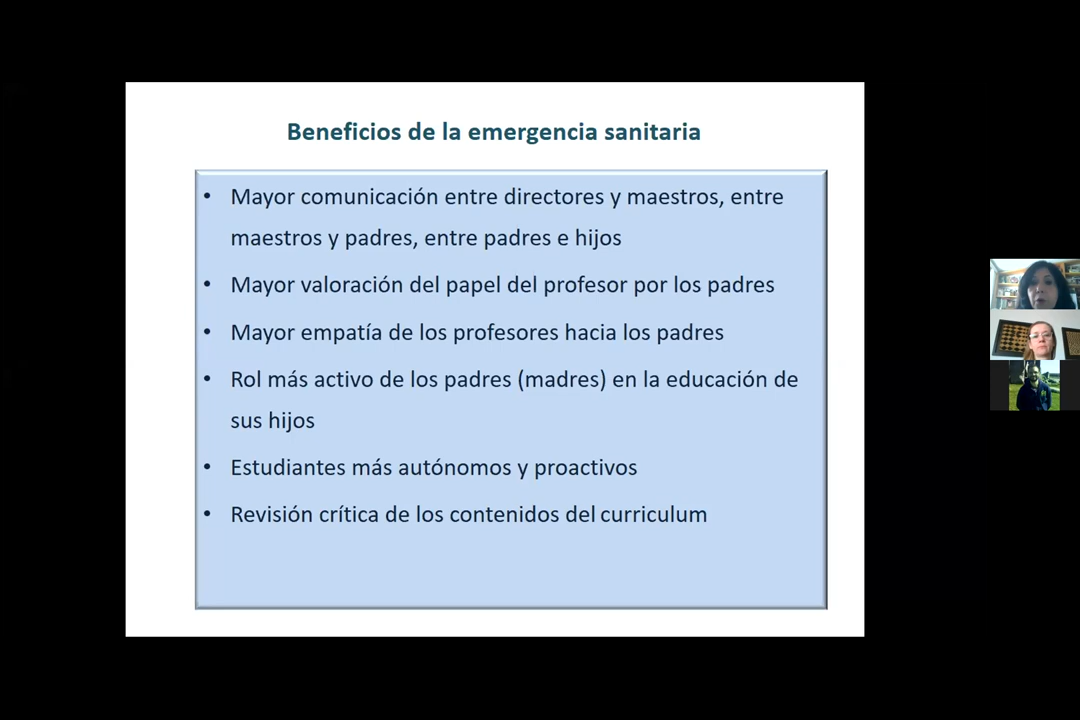 Beneficios de la emergencia sanitaria
• Mayor comunicación entre directores y maestros, entre
maestros y padres, entre padres e hijos
• Mayor valoración del papel del profesor por los padres
• Mayor empatía de los profesores hacia los padres
• Rol más activo de los padres (madres) en la educación de
sus hijos
• Estudiantes más autónomos y proactivos
• Revisión crítica de los contenidos del curriculum